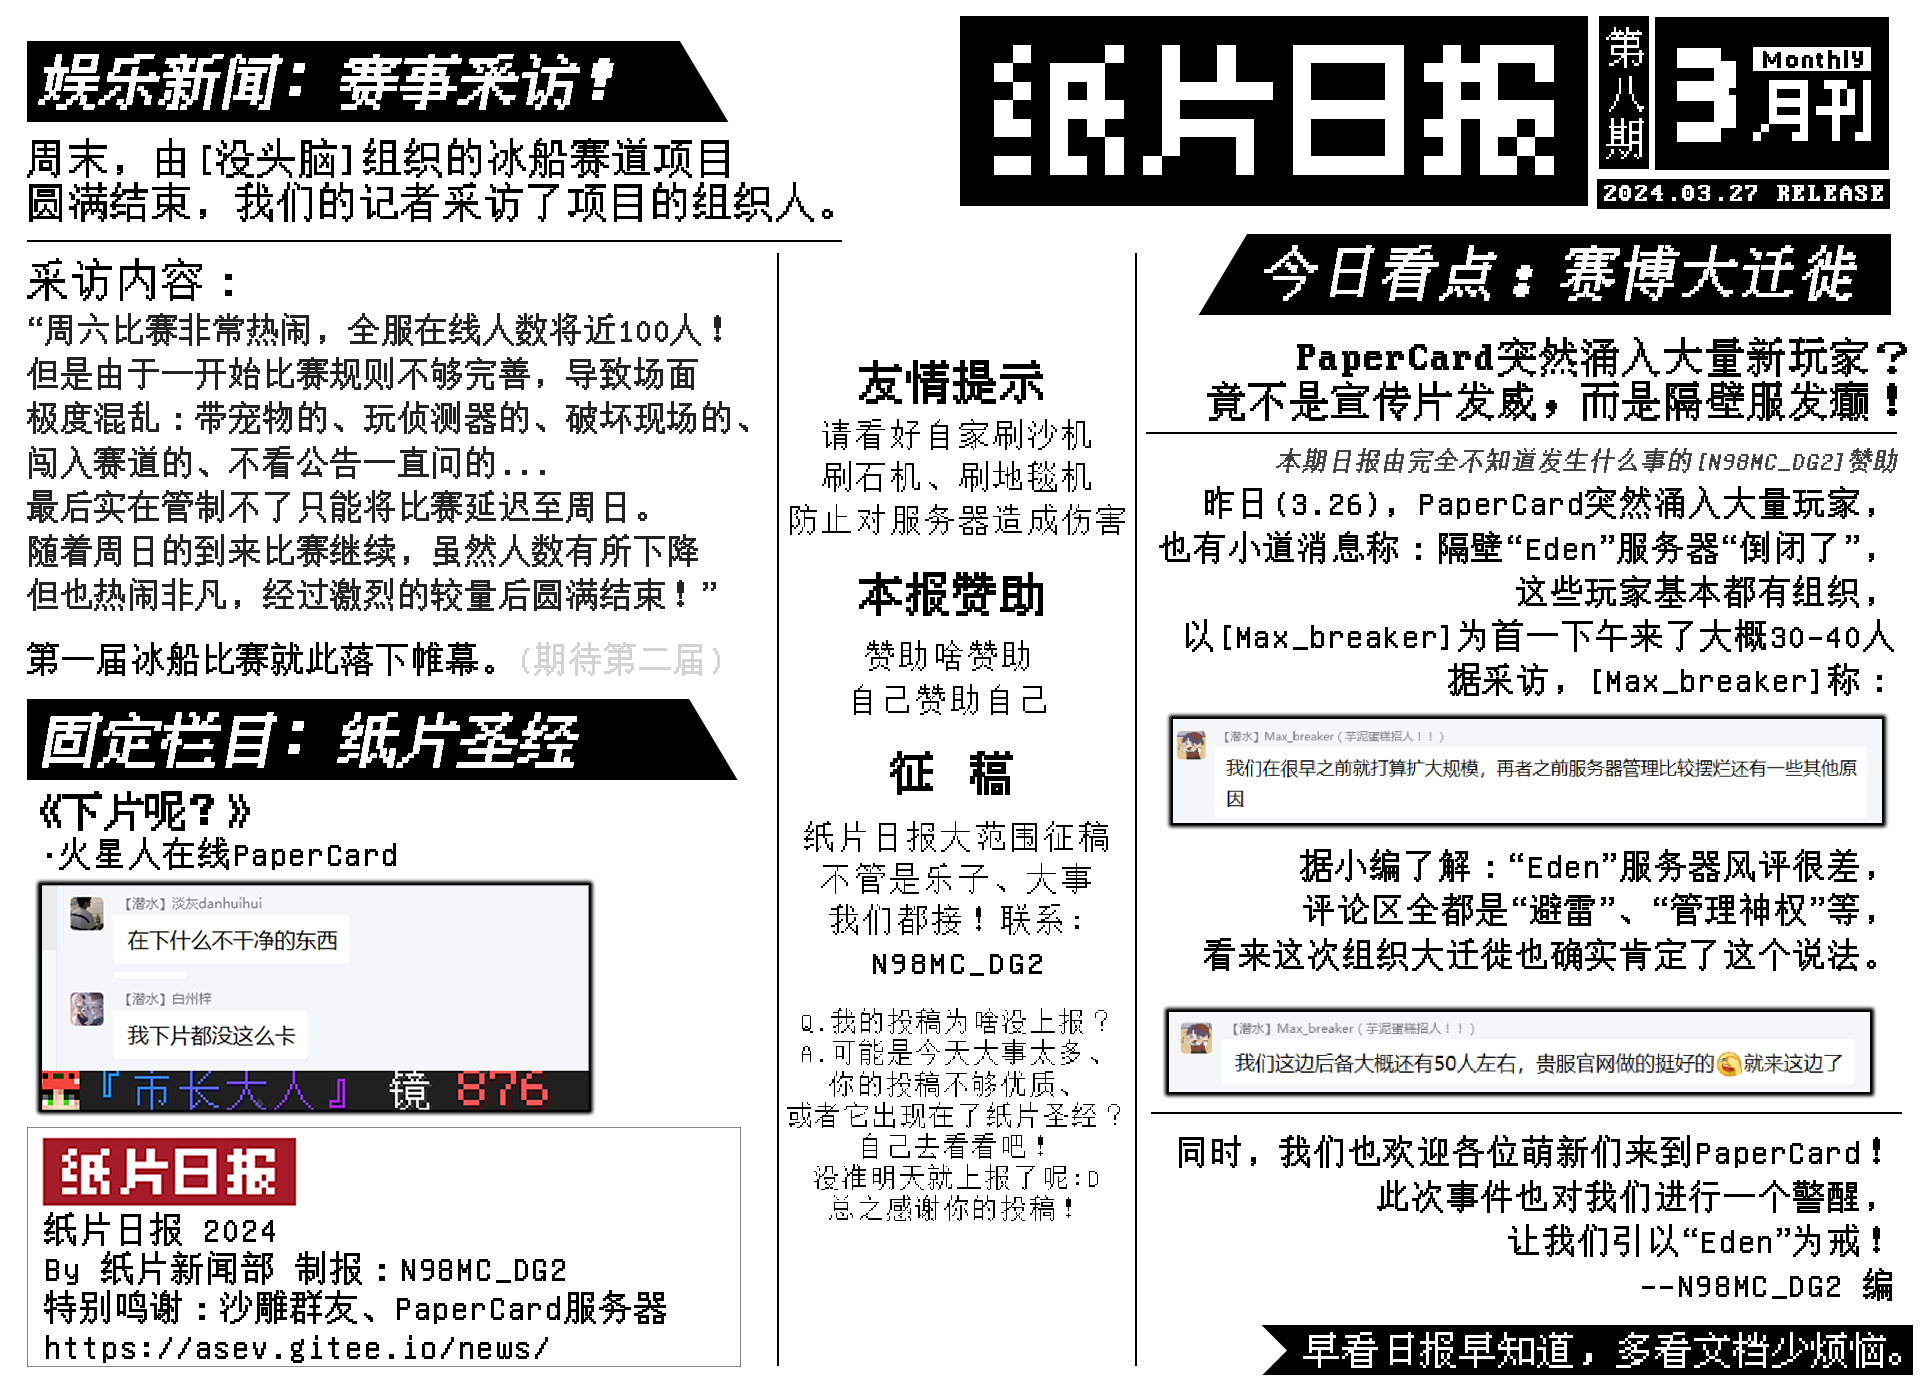 纸片日报
第八期
3
Monthly
月刊
2024.03.27 RELEASE
娱乐新闻：赛事采访！
周末，由[没头脑]组织的冰船赛道项目
圆满结束，我们的记者采访了项目的组织人。
采访内容：
“周六比赛非常热闹，全服在线人数将近100人！
但是由于一开始比赛规则不够完善，导致场面
极度混乱：带宠物的、玩侦测器的、破坏现场的、
闯入赛道的、不看公告一直问的...
最后实在管制不了只能将比赛延迟至周日。
随着周日的到来比赛继续，虽然人数有所下降
但也热闹非凡，经过激烈的较量后圆满结束！”
第一届冰船比赛就此落下帷幕。(期待第二届)
固定栏目：纸片圣经
《下片呢？》
·火星人在线PaperCard
【潜水】淡灰danhuihui
在下什么不干净的东西
【潜水】白州梓
我下片都没这么卡
『市长大人』 镜 876
纸片日报
纸片日报 2024
By 纸片新闻部 制报：N98MC_DG2
特别鸣谢：沙雕群友、PaperCard服务器
https://asev.gitee.io/news/
友情提示
请看好自家刷沙机
刷石机、刷地毯机
防止对服务器造成伤害
本报赞助
赞助啥赞助
自己赞助自己
征 稿
纸片日报大范围征稿
不管是乐子、大事
我们都接！联系：
N98MC_DG2
Q.我的投稿为啥没上报？
A.可能是今天大事太多、
你的投稿不够优质、
或者它出现在了纸片圣经？
自己去看看吧！
没准明天就上报了呢:D
总之感谢你的投稿！
今日看点：赛博大迁徙
PaperCard突然涌入大量新玩家？
竟不是宣传片发威，而是隔壁服发癫！
本期日报由完全不知道发生什么事的[N98MC_DG2]赞助
昨日(3.26)，PaperCard突然涌入大量玩家，
也有小道消息称：隔壁“Eden”服务器“倒闭了”，
这些玩家基本都有组织，
以[Max_breaker]为首一下午来了大概30-40人
据采访，[Max_breaker]称：
【潜水】Max_breaker（芋泥蛋糕招人！！）
我们在很早之前就打算扩大规模，再者之前服务器管理比较摆烂还有一些其他原
因
据小编了解：“Eden”服务器风评很差，
评论区全都是“避雷”、“管理神权”等，
看来这次组织大迁徙也确实肯定了这个说法。
【潜水】Max_breaker（芋泥蛋糕招人！！）
我们这边后备大概还有50人左右，贵服官网做的挺好的就来这边了
同时，我们也欢迎各位萌新们来到PaperCard！
此次事件也对我们进行一个警醒，
让我们引以“Eden”为戒！
--N98MC_DG2 编
早看日报早知道，多看文档少烦恼。